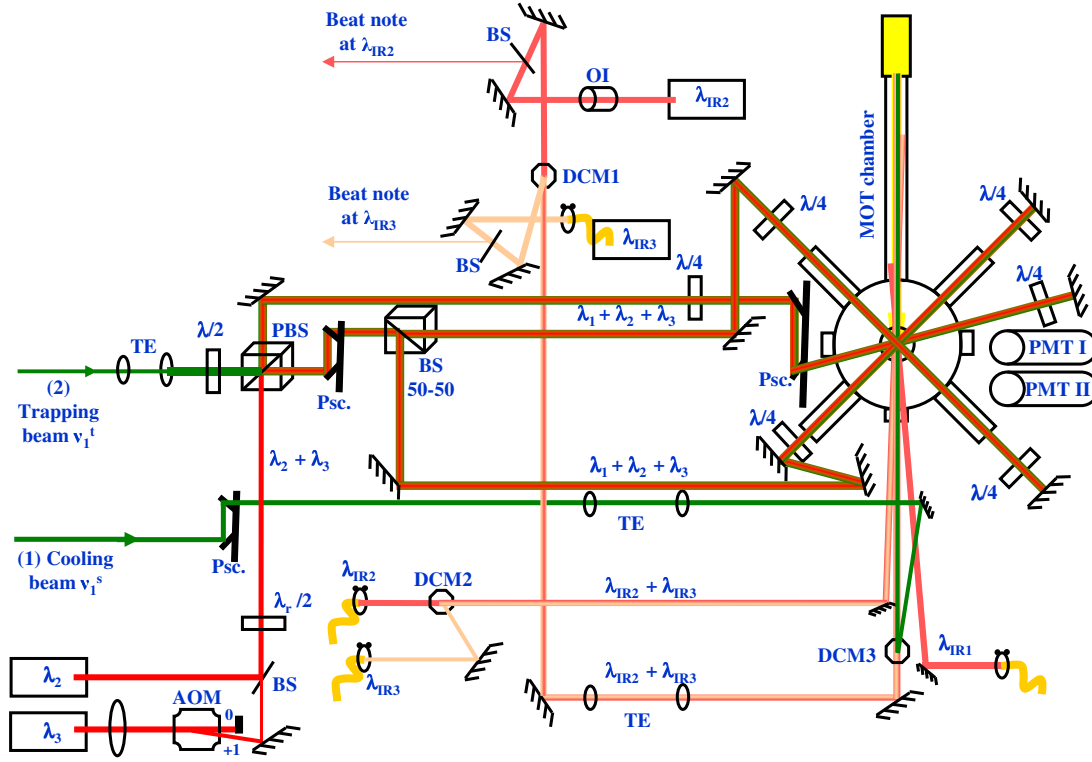 Beat note
at λIR2
BS
OI
λIR2
DCM1
Beat note
at λIR3
BS
λIR3
MOT chamber
λ/4
λ/4
λ/4
λ/4
λ1 + λ2 + λ3
λ/2
PBS
TE
Psc.
BS
50-50
Psc.
PMT I
PMT II
(2)
Trapping
beam ν1t
λ/4
λ2 + λ3
λ1 + λ2 + λ3
λ/4
TE
(1) Cooling
beam ν1s
Psc.
λIR2
DCM2
λIR2 + λIR3
λr /2
λIR3
DCM3
λIR1
λ2
BS
λIR2 + λIR3
AOM
0
λ3
+1
TE